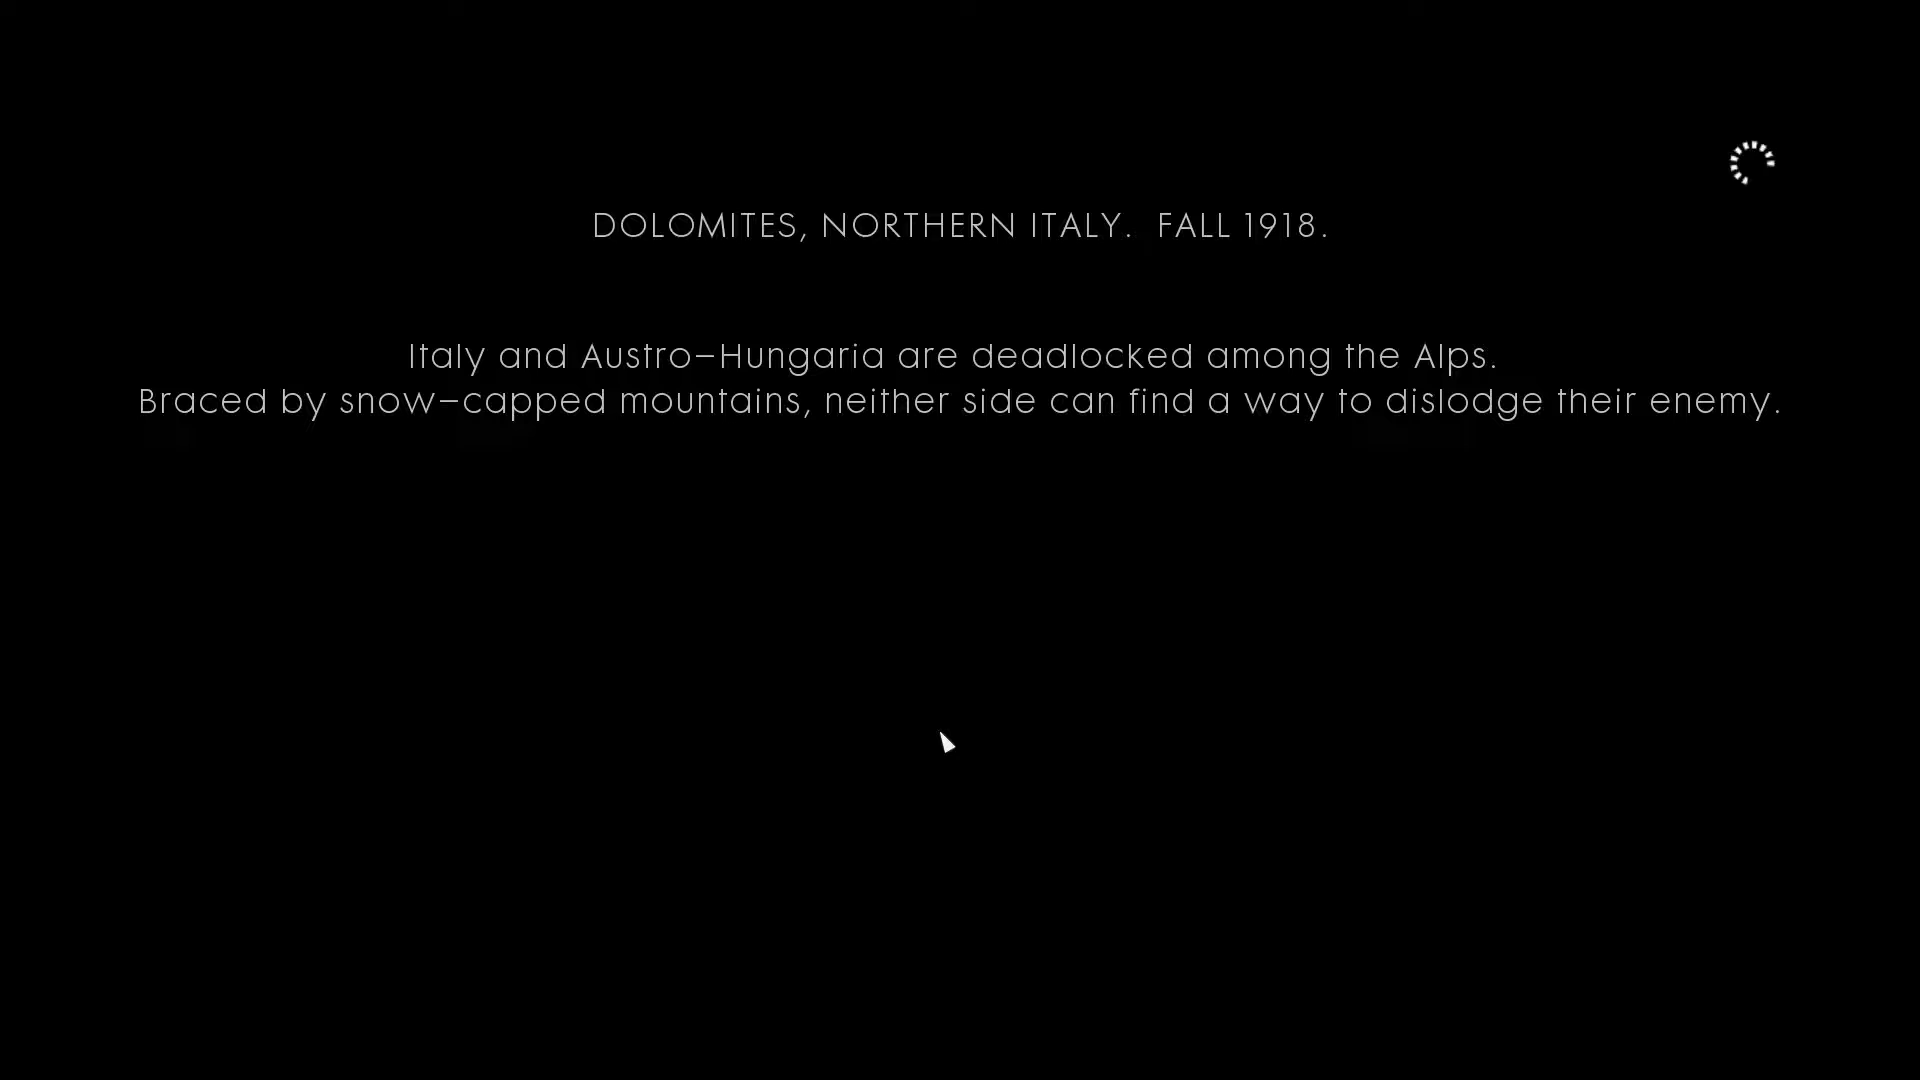 DOLOMITES, NORTHERN ITALY.  FALL 1918.
Italy and Austro-Hungaria are deadlocked among the Alps.
Braced by snow-capped mountains, neither side can find a way to dislodge their enemy.